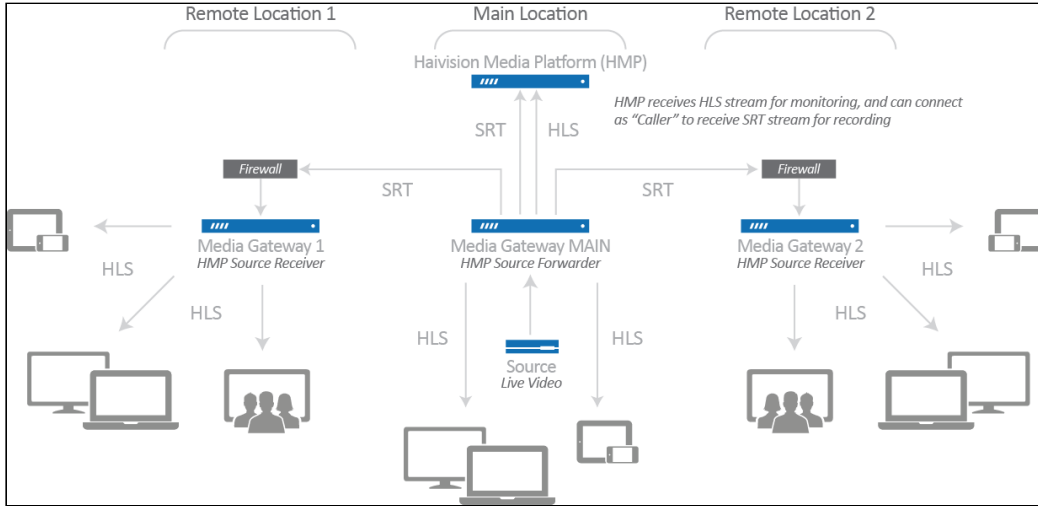 Remote Location 1
Main Location
Remote Location 2
Haivision Media Platform (HMP)
HMP receives HLS stream for monitoring, and can connect
as “Caller” to receive SRT stream for recording
SRT
HLS
Firewall
SRT
SRT
Firewall
Media Gateway 1
HMP Source Receiver
Media Gateway MAIN
HMP Source Forwarder
Media Gateway 2
HMP Source Receiver
HLS
HLS
HLS
HLS
HLS
HLS
Source
Live Video